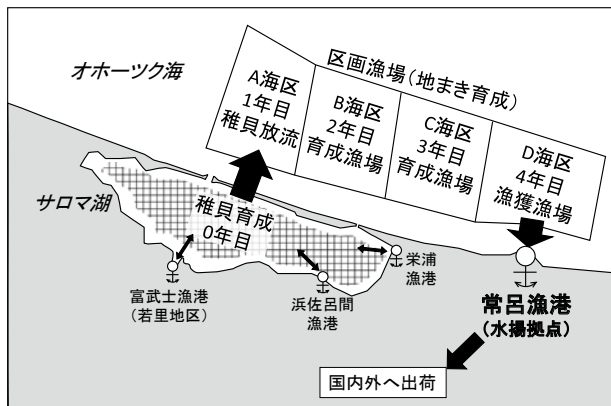 オホーツク海
区画漁場（地まき育成）
A海区
1年目
稚貝放流
B海区
2年目
育成漁場
C海区
3年目
育成漁場
D海区
4年目
漁獲漁場
サロマ湖
稚貝育成
0年目
富武士漁港
（若里地区）
浜佐呂間
漁港
栄浦
漁港
常呂漁港
（水揚拠点）
国内外へ出荷